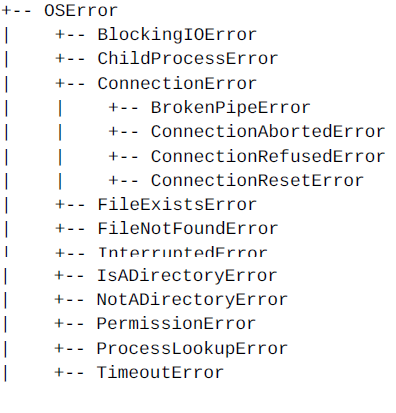 +-- OSError
|    +-- BlockingIOError
|    +-- ChildProcessError
|    +-- ConnectionError
|    |    +-- BrokenPipeError
|    |    +-- ConnectionAbortedError
|    |    +-- ConnectionRefusedError
|    |    +-- ConnectionResetError
|    +-- FileExistsError
|    +-- FileNotFoundError
|    +-- InterruptedError
|    +-- IsADirectoryError
|    +-- NotADirectoryError
|    +-- PermissionError
|    +-- ProcessLookupError
|    +-- TimeoutError